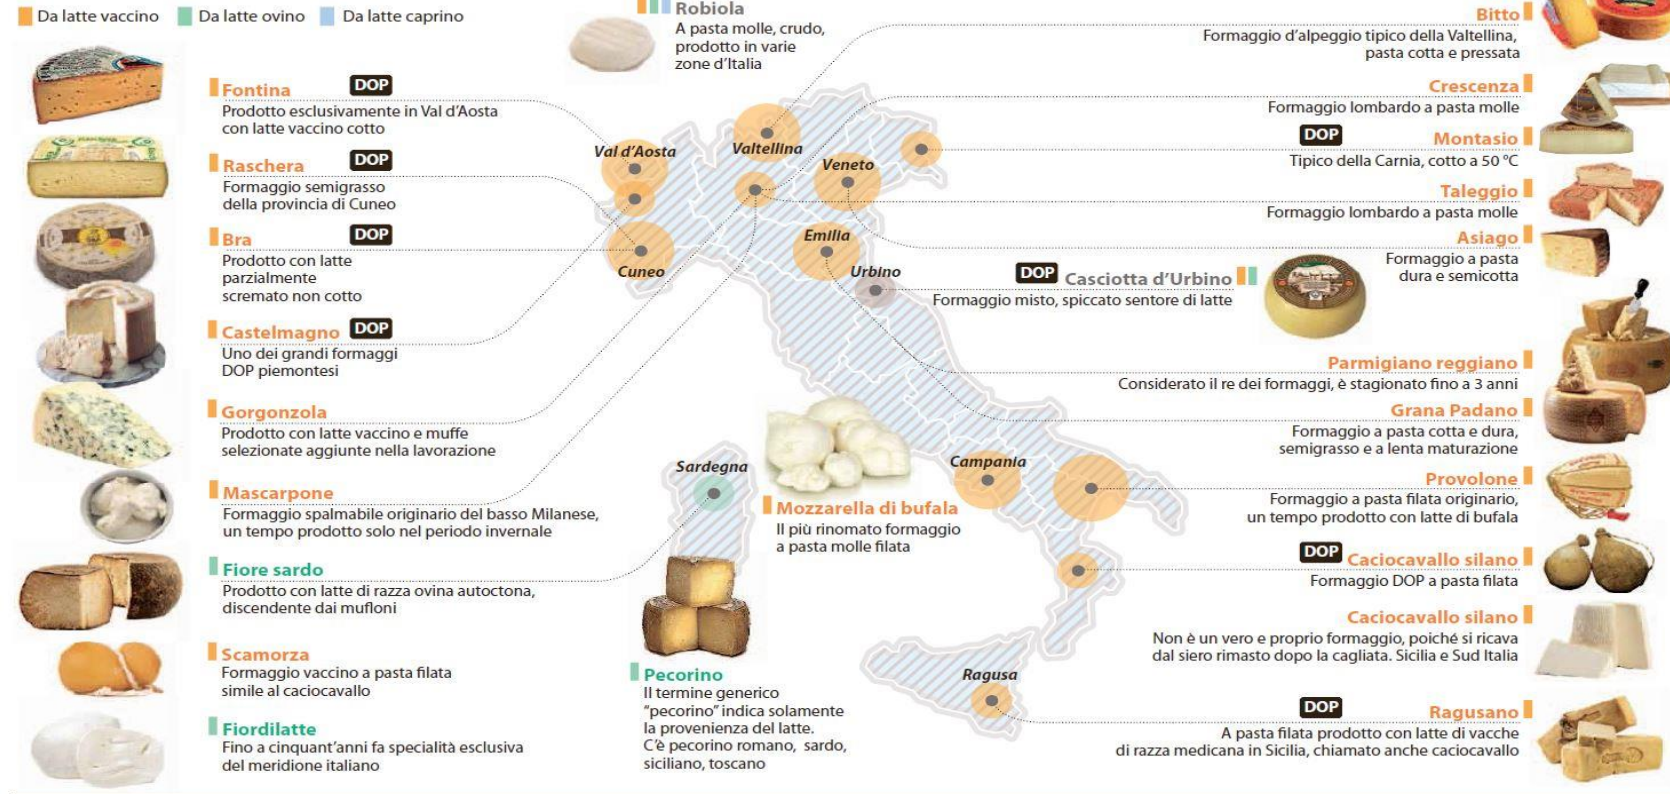 Da latte vaccino Da latte ovino Da latte caprino
Robiola
A pasta molle, crudo,
prodotto in varie
zone d'Italia
Fontina DOP
Prodotto esclusivamente in Val d'Aosta
con latte vaccino cotto
Raschera DOP
Formaggio semigrasso
della provincia di Cuneo
Bra DOP
Prodotto con latte
parzialmente
scremato non cotto
Castelmagno DOP
Uno dei grandi formaggi
DOP piemontesi
Gorgonzola
Prodotto con latte vaccino e muffe
selezionate aggiunte nella lavorazione
Mascarpone
Formaggio spalmabile originario del basso Milanese,
un tempo prodotto solo nel periodo invernale
Fiore sardo
Prodotto con latte di razza ovina autoctona,
discendente dai mufloni
Scamorza
Formaggio vaccino a pasta filata
simile al caciocavallo
Fiordilatte
Fino a cinquant'anni fa specialità esclusiva
del meridione italiano
Val d'Aosta
Valtellina
Veneto
Emilia
Cuneo
Urbino
Sardegna
Campania
Ragusa
Mozzarella di bufala
Il più rinomato formaggio
a pasta molle filata
Pecorino
Il termine generico
"pecorino" indica solamente
la provenienza del latte.
C'è pecorino romano, sardo,
siciliano, toscano
Bitto
Formaggio d'alpeggio tipico della Valtellina,
pasta cotta e pressata
Crescenza
Formaggio lombardo a pasta molle
DOP Montasio
Tipico della Carnia, cotto a 50 °C
Taleggio
Formaggio lombardo a pasta molle
Asiago
Formaggio a pasta
dura e semicotta
DOP Casciotta d'Urbino
Formaggio misto, spiccato sentore di latte
Parmigiano reggiano
Considerato il re dei formaggi, è stagionato fino a 3 anni
Grana Padano
Formaggio a pasta cotta e dura,
semigrasso e a lenta maturazione
Provolone
Formaggio a pasta filata originario,
un tempo prodotto con latte di bufala
DOP Caciocavallo silano
Formaggio DOP a pasta filata
Caciocavallo silano
Non è un vero e proprio formaggio, poiché si ricava
dal siero rimasto dopo la cagliata. Sicilia e Sud Italia
DOP Ragusano
A pasta filata prodotto con latte di vacche
di razza medicana in Sicilia, chiamato anche caciocavallo